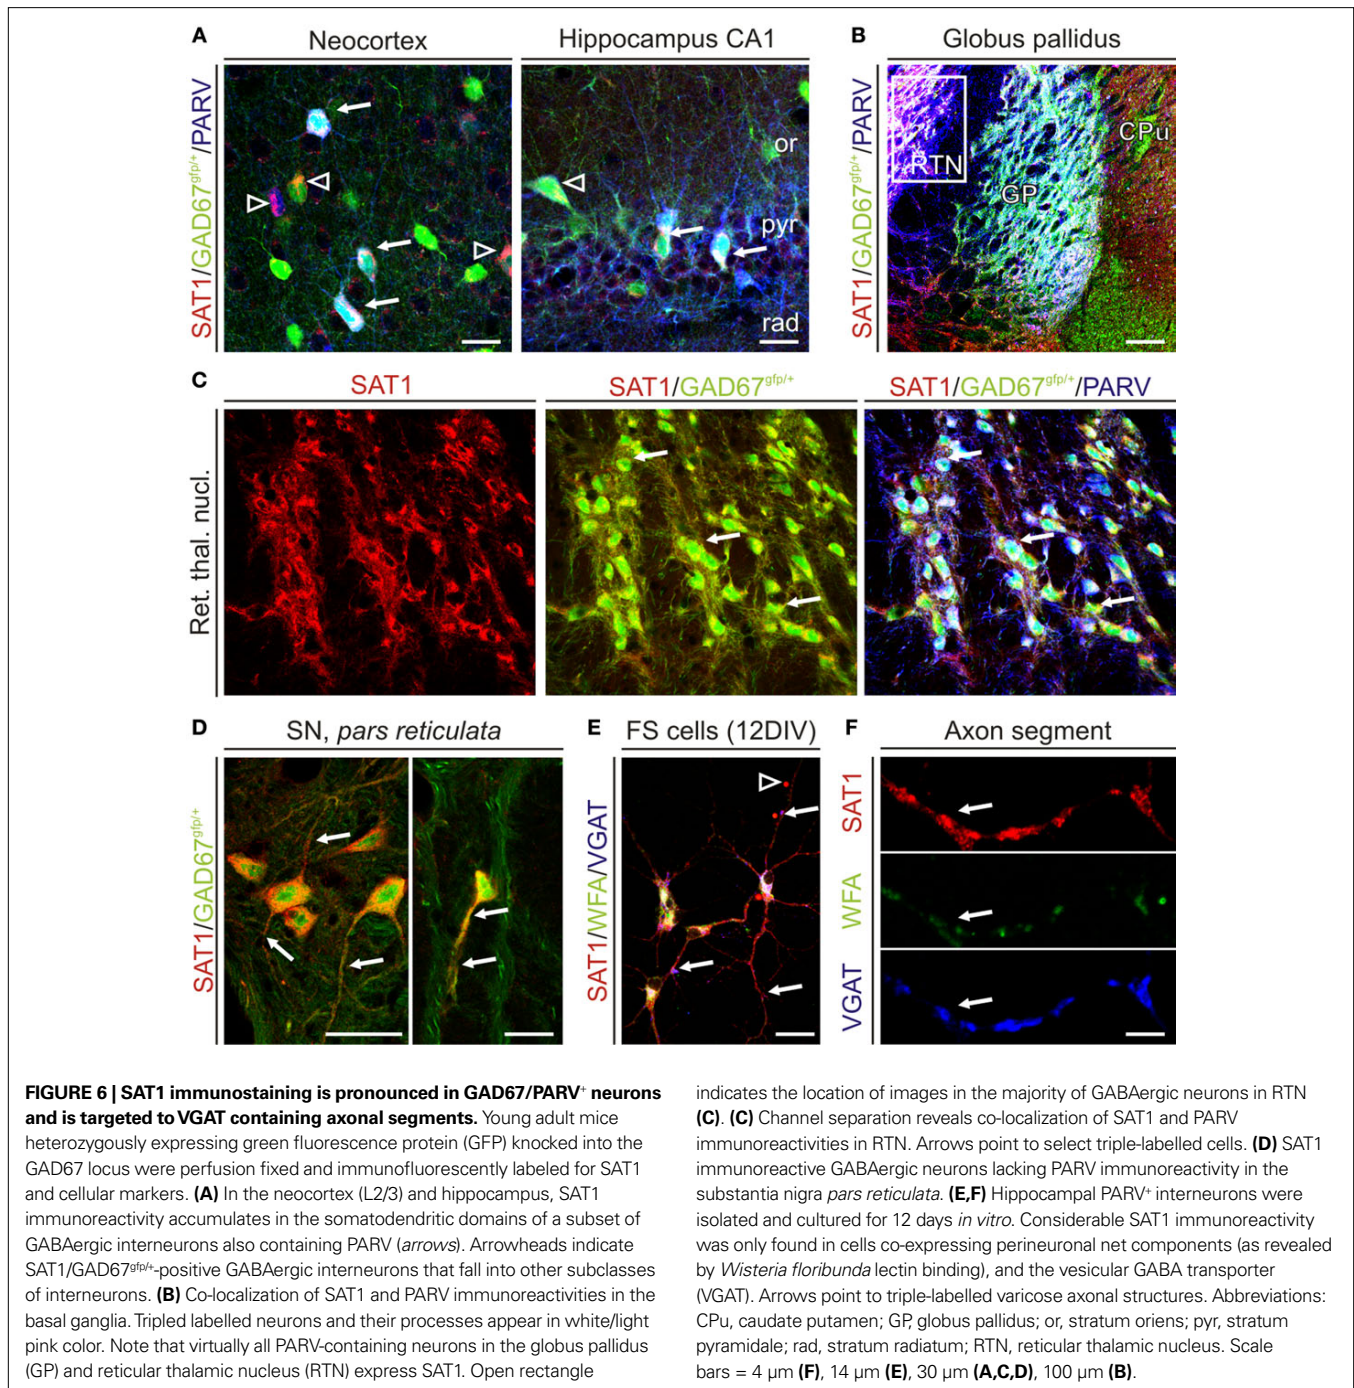 A
Neocortex
Hippocampus CA1
SAT1/GAD67gfp/+/PARV
or
pyr
rad
B
Globus pallidus
SAT1/GAD67gfp/+/PARV
RTN
GP
CPu
C
SAT1
SAT1/GAD67gfp/+
SAT1/GAD67gfp/+/PARV
Ret. thal. nucl.
D
SN, pars reticulata
SAT1/GAD67gfp/+
E
FS cells (12DIV)
SAT1/WFA/VGAT
F
Axon segment
SAT1
WFA
VGAT
FIGURE 6 | SAT1 immunostaining is pronounced in GAD67/PARV+ neurons
and is targeted to VGAT containing axonal segments. Young adult mice
heterozygously expressing green fluorescence protein (GFP) knocked into the
GAD67 locus were perfusion fixed and immunofluorescently labeled for SAT1
and cellular markers. (A) In the neocortex (L2/3) and hippocampus, SAT1
immunoreactivity accumulates in the somatodendritic domains of a subset of
GABAergic interneurons also containing PARV (arrows). Arrowheads indicate
SAT1/GAD67gfp/+-positive GABAergic interneurons that fall into other subclasses
of interneurons. (B) Co-localization of SAT1 and PARV immunoreactivities in the
basal ganglia. Tripled labelled neurons and their processes appear in white/light
pink color. Note that virtually all PARV-containing neurons in the globus pallidus
(GP) and reticular thalamic nucleus (RTN) express SAT1. Open rectangle
indicates the location of images in the majority of GABAergic neurons in RTN
(C). (C) Channel separation reveals co-localization of SAT1 and PARV
immunoreactivities in RTN. Arrows point to select triple-labelled cells. (D) SAT1
immunoreactive GABAergic neurons lacking PARV immunoreactivity in the
substantia nigra pars reticulata. (E,F) Hippocampal PARV+ interneurons were
isolated and cultured for 12 days in vitro. Considerable SAT1 immunoreactivity
was only found in cells co-expressing perineuronal net components (as revealed
by Wisteria floribunda lectin binding), and the vesicular GABA transporter
(VGAT). Arrows point to triple-labelled varicose axonal structures. Abbreviations:
CPu, caudate putamen; GP, globus pallidus; or, stratum oriens; pyr, stratum
pyramidale; rad, stratum radiatum; RTN, reticular thalamic nucleus. Scale
bars = 4 μm (F), 14 μm (E), 30 μm (A,C,D), 100 μm (B).